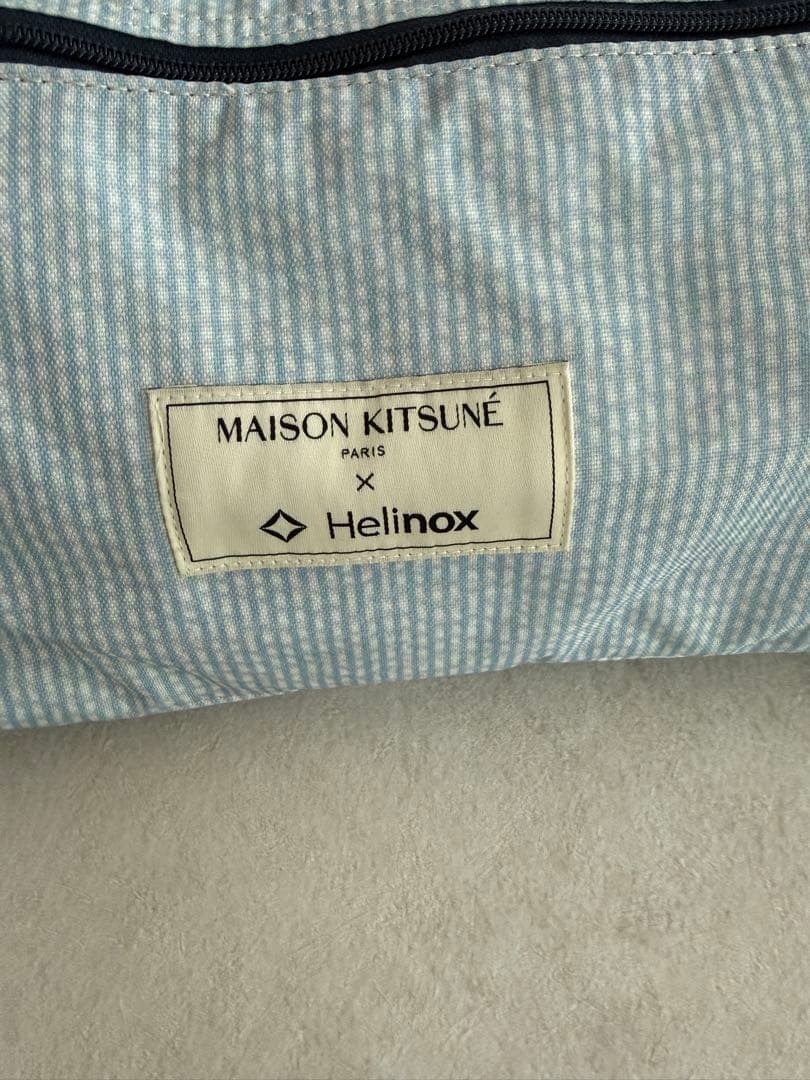 MAISON KITSUNÉ
PARIS
×
Helinox